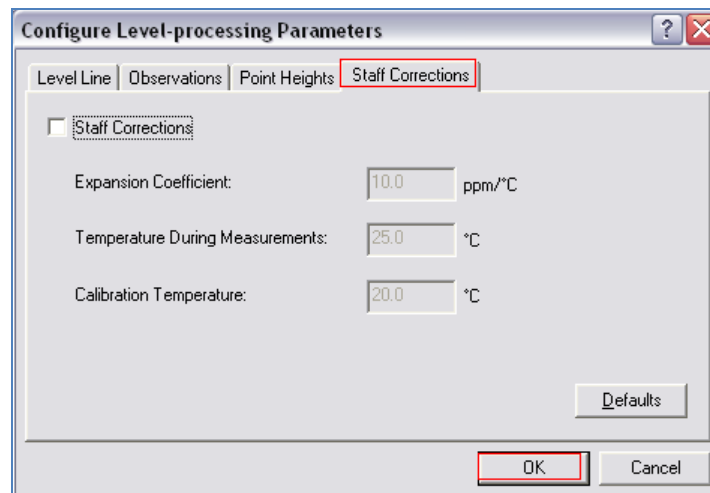 Configure Level-processing Parameters
Level Line Observations Point Heights Staff Corrections
Staff Corrections
Expansion Coefficient: 10.0 ppm/°C
Temperature During Measurements: 25.0 °C
Calibration Temperature: 20.0 °C
Defaults
OK Cancel